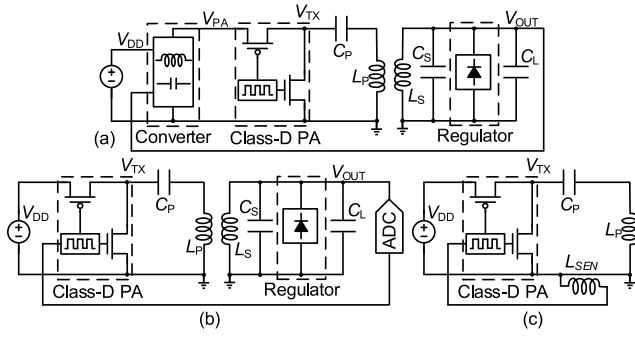 V_PA
V_TX
V_OUT
V_DD
C_P
C_S
C_L
L_P
L_S
(a)
Converter
Class-D PA
Regulator
V_TX
V_OUT
V_TX
V_DD
C_P
C_S
C_L
ADC
V_DD
C_P
L_P
L_S
L_P
L_SEN
Class-D PA
Regulator
Class-D PA
(b)
(c)